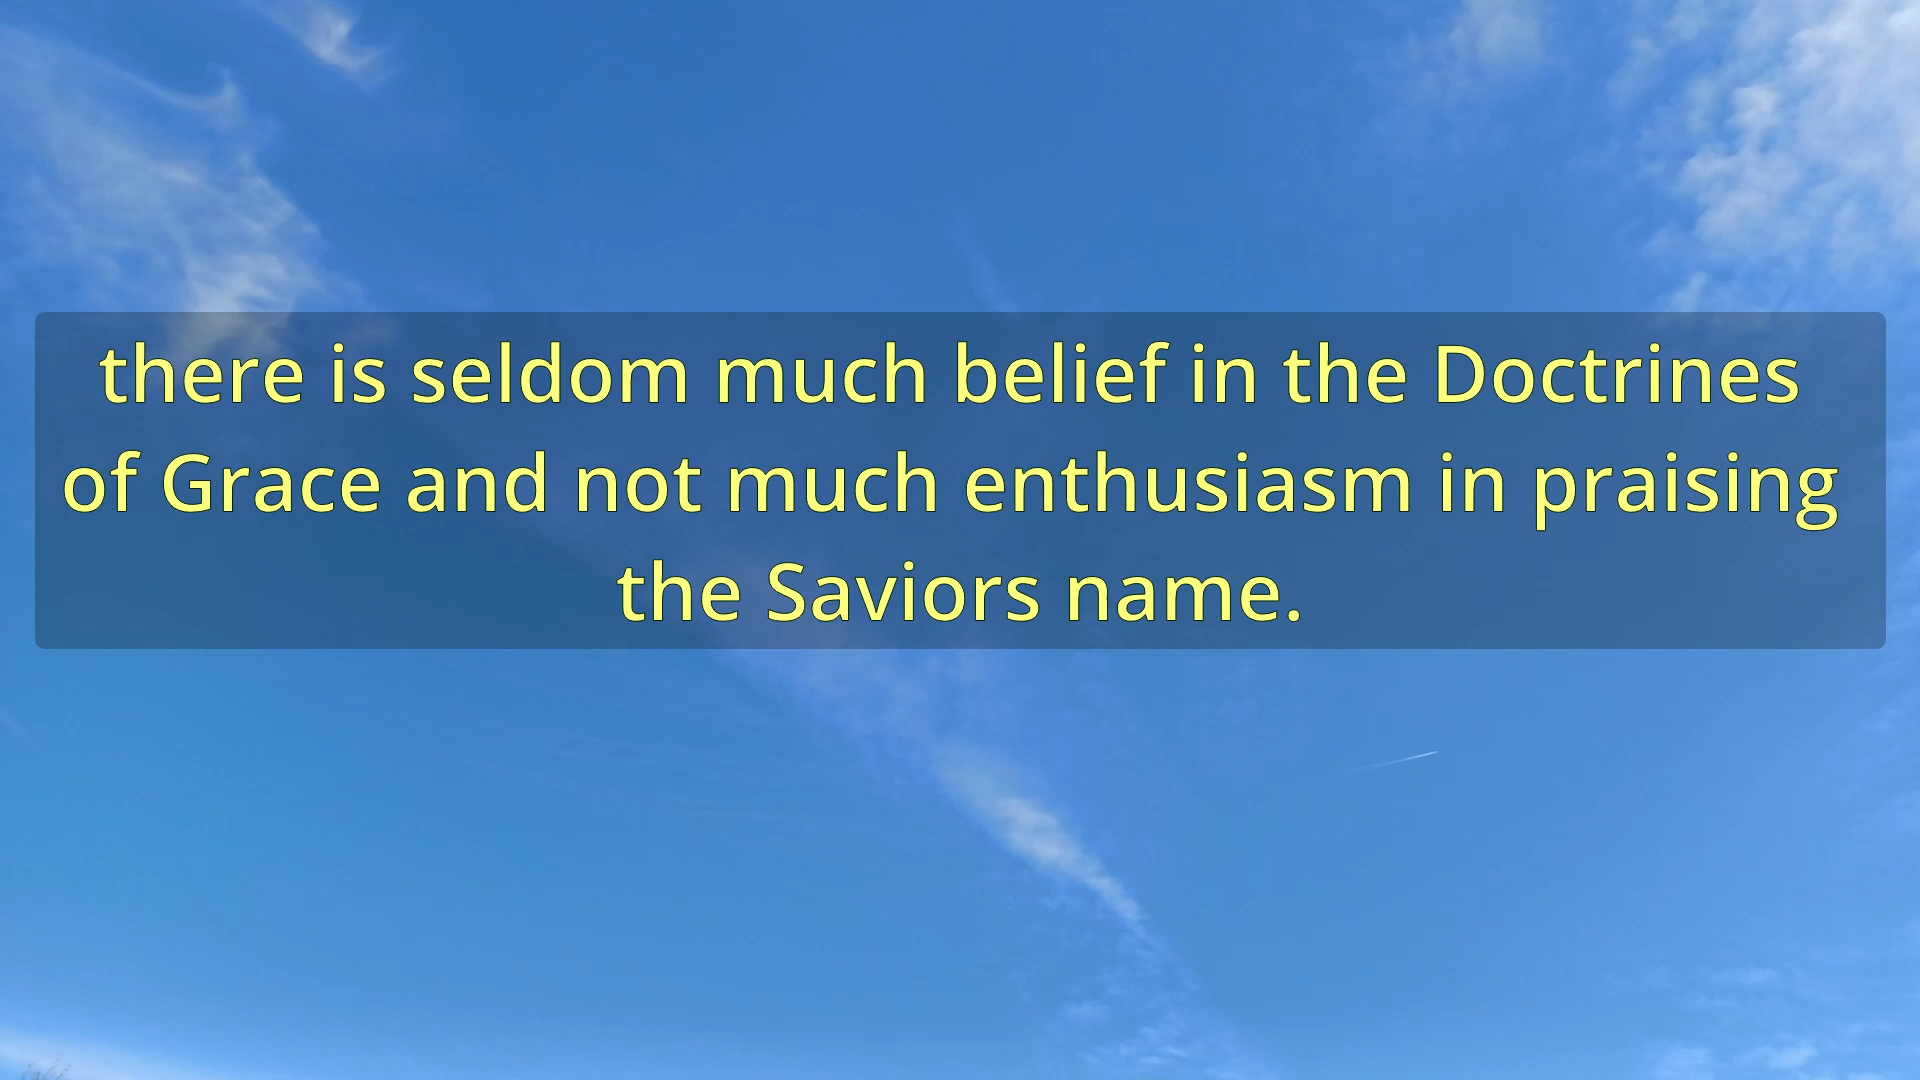 there is seldom much belief in the Doctrines
of Grace and not much enthusiasm in praising
the Saviors name.